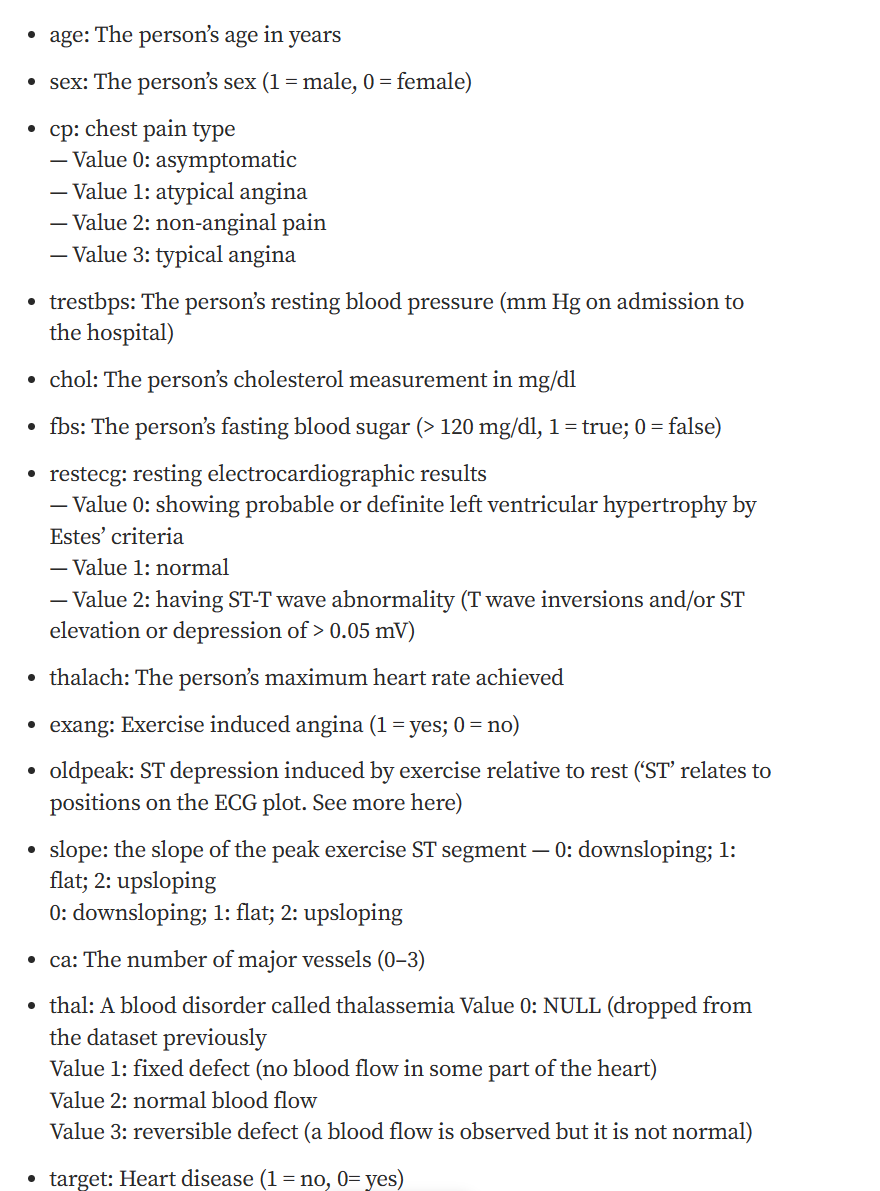 • age: The person’s age in years
• sex: The person’s sex (1 = male, 0 = female)
• cp: chest pain type
— Value 0: asymptomatic
— Value 1: atypical angina
— Value 2: non-anginal pain
— Value 3: typical angina
• trestbps: The person’s resting blood pressure (mm Hg on admission to
the hospital)
• chol: The person’s cholesterol measurement in mg/dl
• fbs: The person’s fasting blood sugar (> 120 mg/dl, 1 = true; 0 = false)
• restecg: resting electrocardiographic results
— Value 0: showing probable or definite left ventricular hypertrophy by
Estes’ criteria
— Value 1: normal
— Value 2: having ST-T wave abnormality (T wave inversions and/or ST
elevation or depression of > 0.05 mV)
• thalach: The person’s maximum heart rate achieved
• exang: Exercise induced angina (1 = yes; 0 = no)
• oldpeak: ST depression induced by exercise relative to rest (‘ST’ relates to
positions on the ECG plot. See more here)
• slope: the slope of the peak exercise ST segment — 0: downsloping; 1:
flat; 2: upsloping
0: downsloping; 1: flat; 2: upsloping
• ca: The number of major vessels (0–3)
• thal: A blood disorder called thalassemia Value 0: NULL (dropped from
the dataset previously
Value 1: fixed defect (no blood flow in some part of the heart)
Value 2: normal blood flow
Value 3: reversible defect (a blood flow is observed but it is not normal)
• target: Heart disease (1 = no, 0= yes)